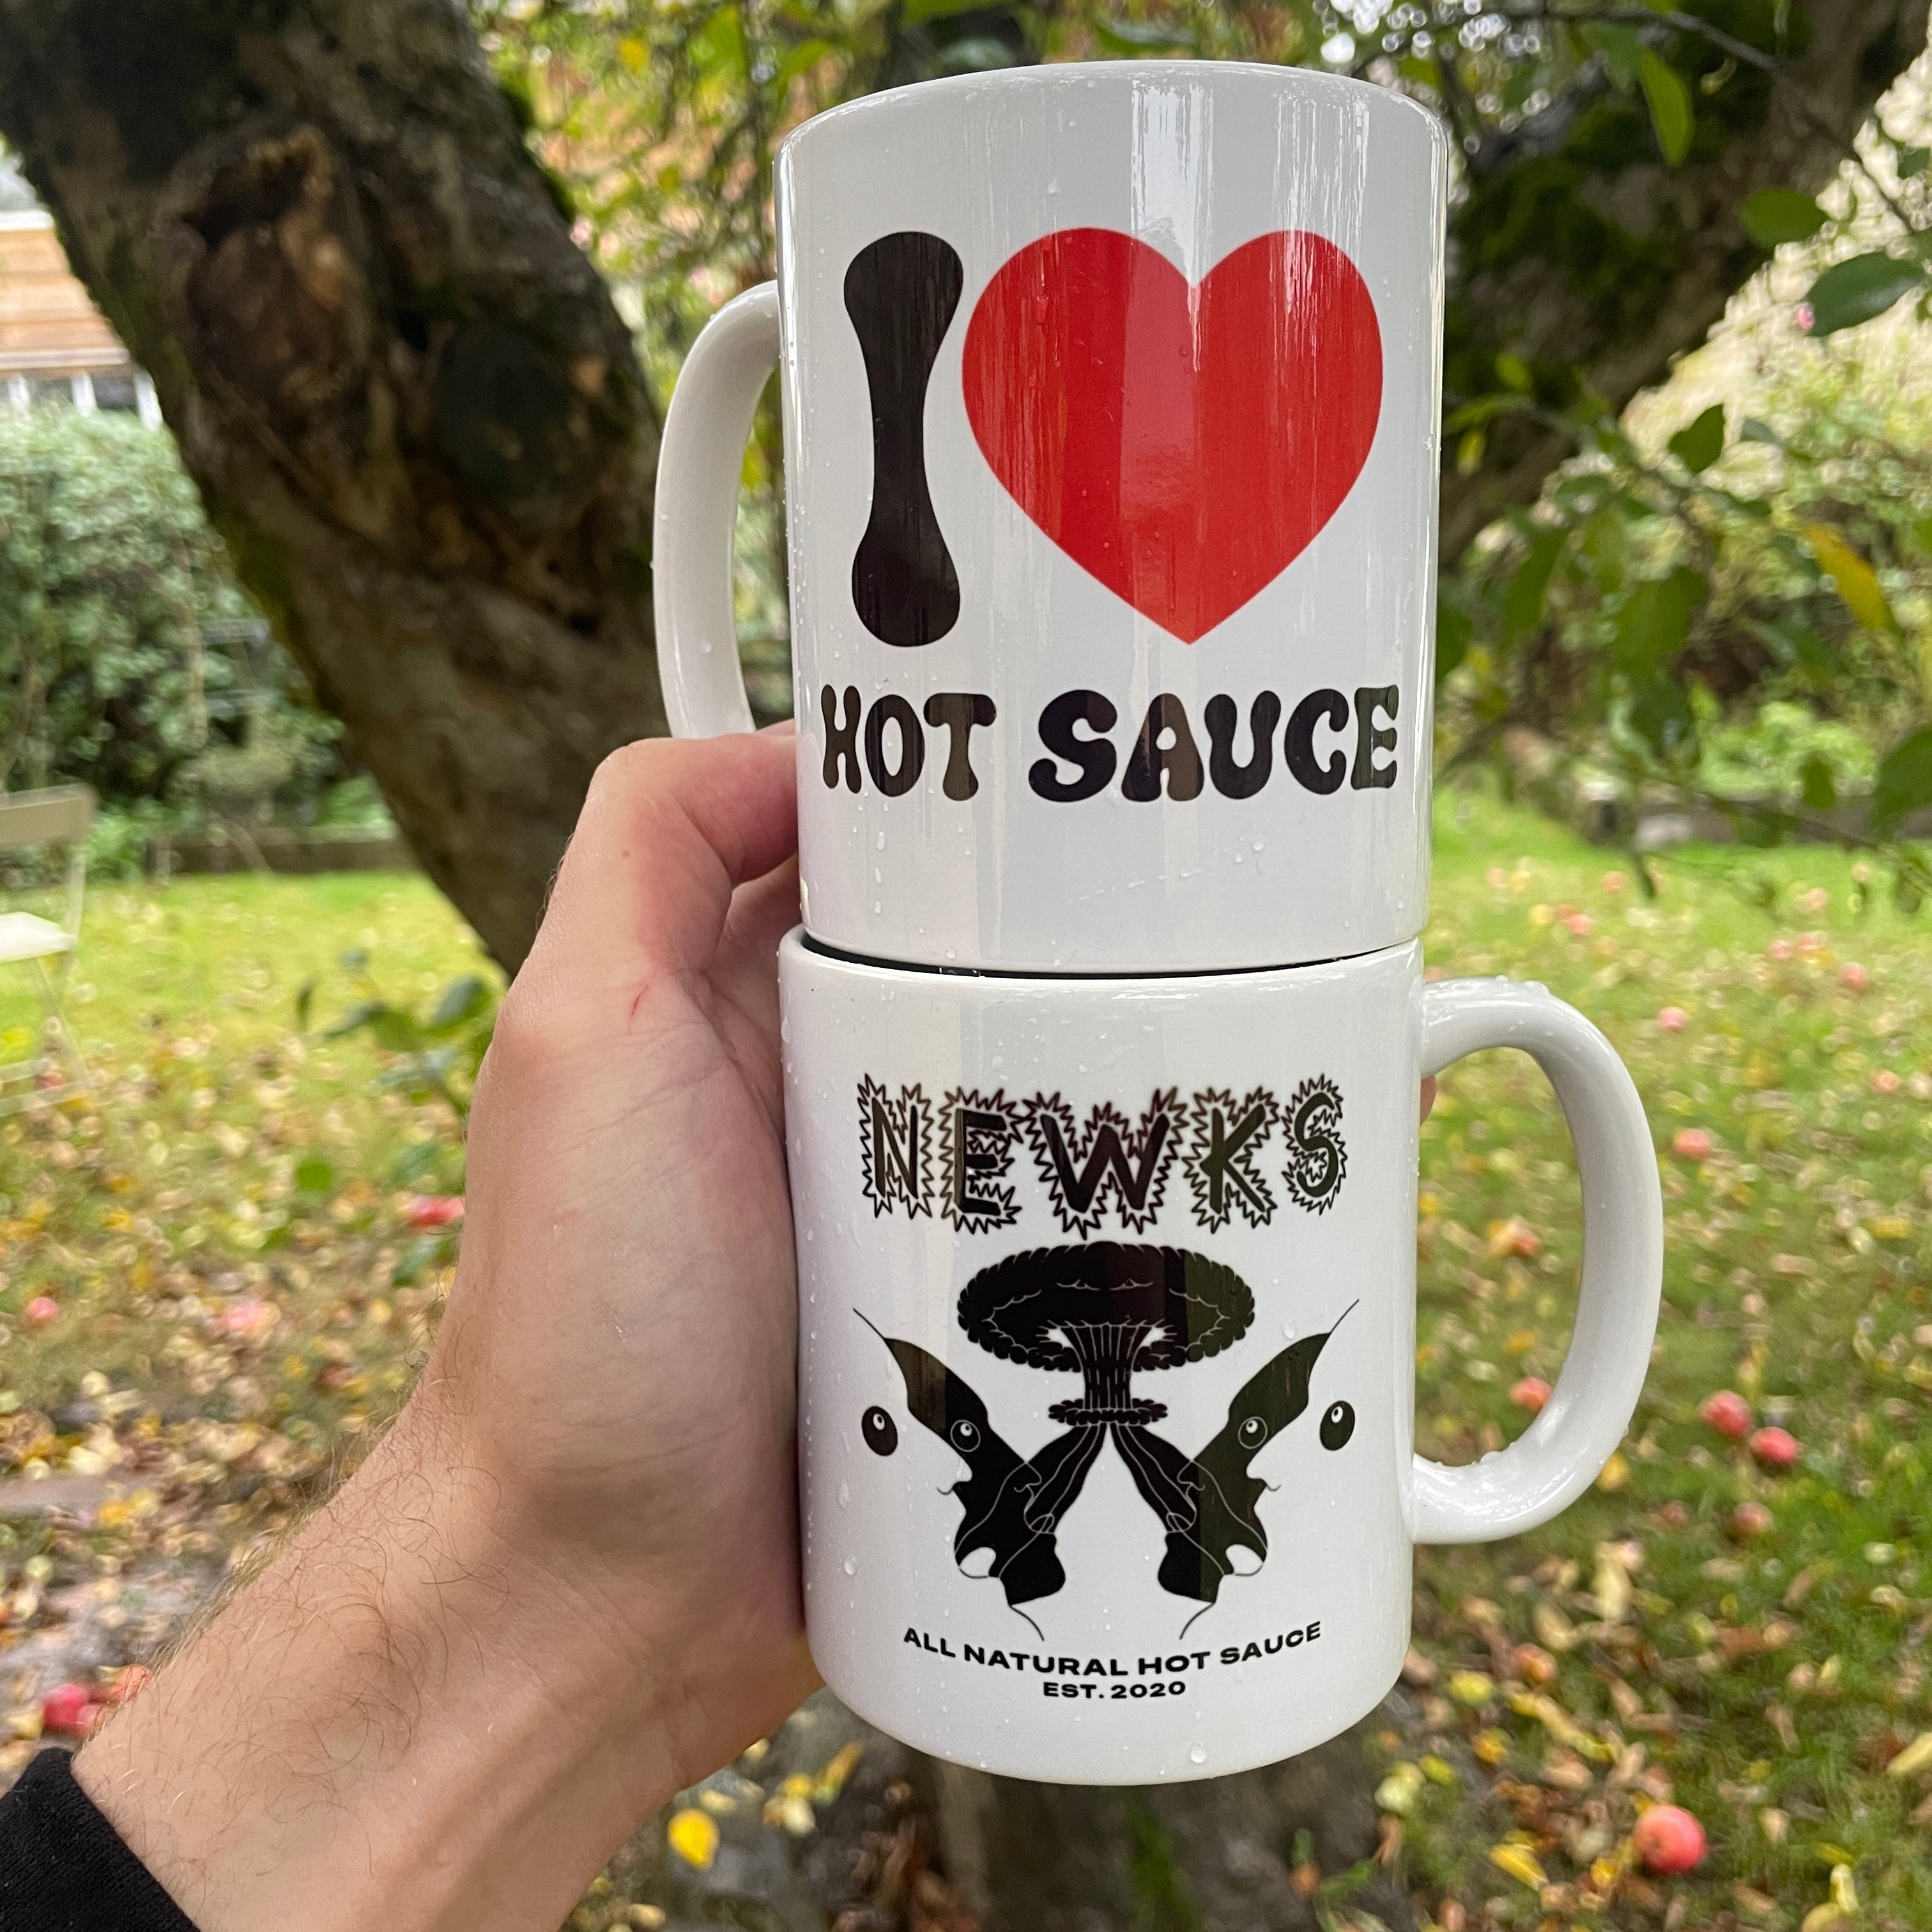 I
HOT SAUCE
NEWKS
ALL NATURAL HOT SAUCE
EST. 2020